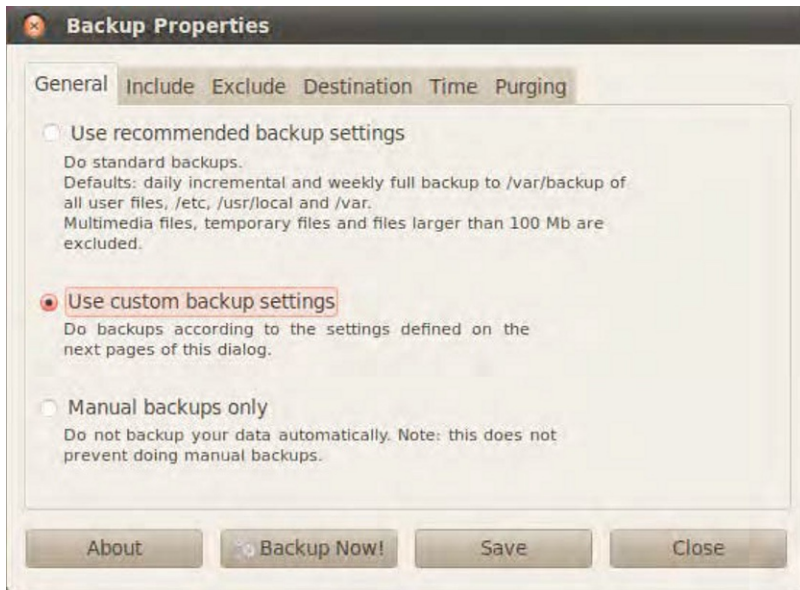 Backup Properties
General Include Exclude Destination Time Purging
Use recommended backup settings
Do standard backups.
Defaults: daily incremental and weekly full backup to /var/backup of
all user files, /etc, /usr/local and /var.
Multimedia files, temporary files and files larger than 100 Mb are
excluded.
Use custom backup settings
Do backups according to the settings defined on the
next pages of this dialog.
Manual backups only
Do not backup your data automatically. Note: this does not
prevent doing manual backups.
About Backup Now! Save Close